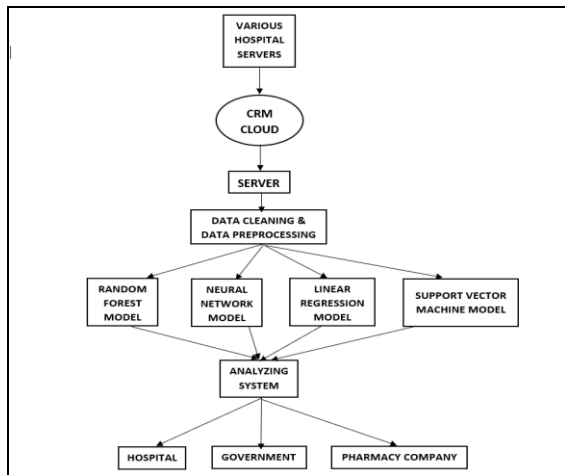 VARIOUS
HOSPITAL
SERVERS
CRM
CLOUD
SERVER
DATA CLEANING &
DATA PREPROCESSING
RANDOM
FOREST
MODEL
NEURAL
NETWORK
MODEL
LINEAR
REGRESSION
MODEL
SUPPORT VECTOR
MACHINE MODEL
ANALYZING
SYSTEM
HOSPITAL
GOVERNMENT
PHARMACY COMPANY